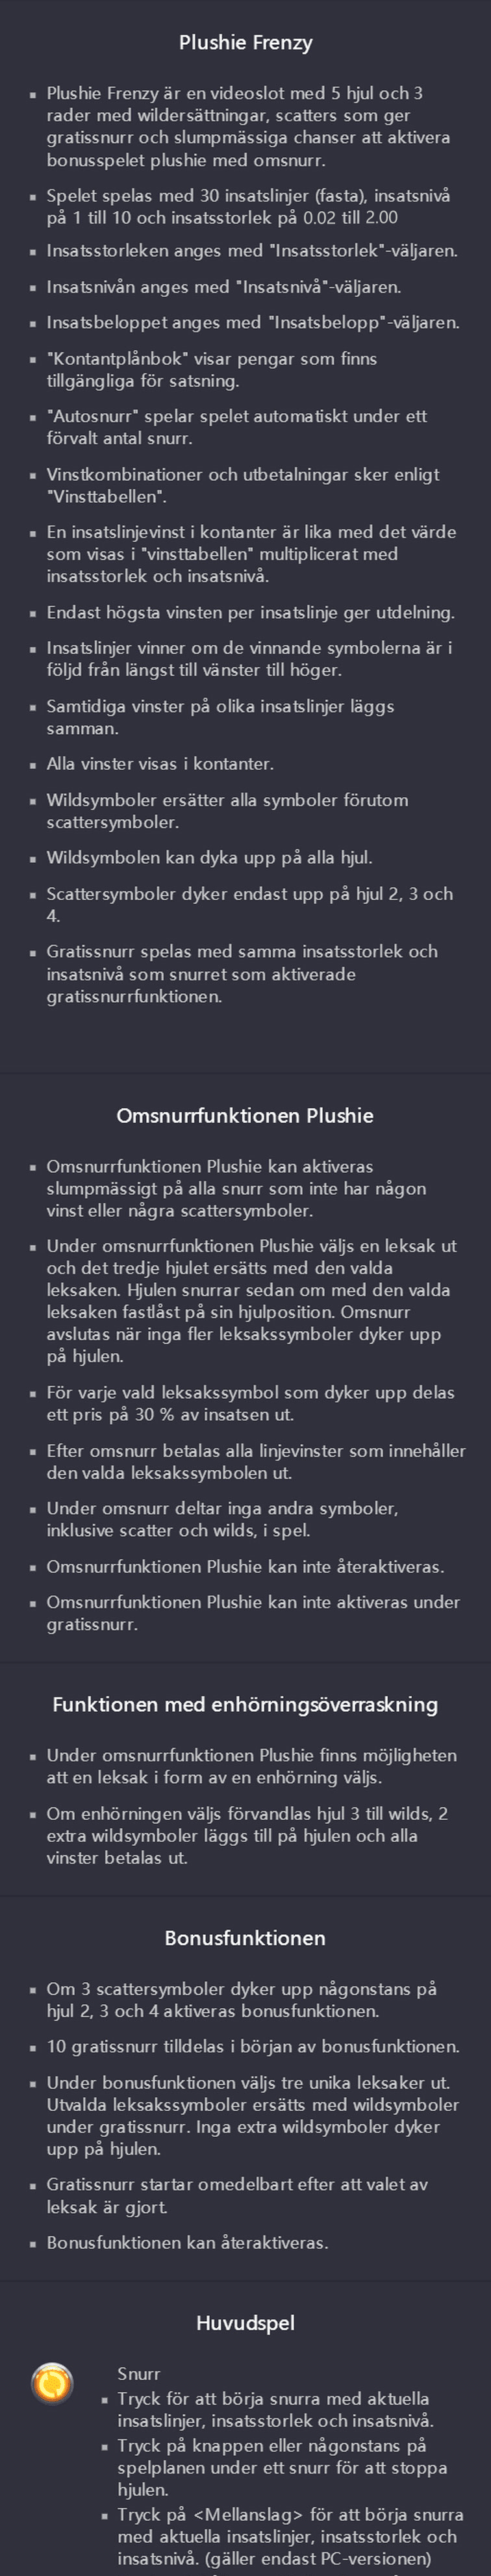 Plushie Frenzy
Plushie Frenzy är en videoslot med 5 hjul och 3
rader med wildersättningar, scatters som ger
gratissnurr och slumpmässiga chanser att aktivera
bonusspelet plushie med omsnurr.
Spelet spelas med 30 insatslinjer (fasta), insatsnivå
på 1 till 10 och insatsstorlek på 0.02 till 2.00
Insatsstorleken anges med "Insatsstorlek"-väljaren.
Insatsnivån anges med "Insatsnivå"-väljaren.
Insatsbeloppet anges med "Insatsbelopp"-väljaren.
"Kontantplånbok" visar pengar som finns
tillgängliga för satsning.
"Autosnurr" spelar spelet automatiskt under ett
förvalt antal snurr.
Vinstkombinationer och utbetalningar sker enligt
"Vinsttabellen".
En insatslinjevinst i kontanter är lika med det värde
som visas i "vinsttabellen" multiplicerat med
insatsstorlek och insatsnivå.
Endast högsta vinsten per insatslinje ger utdelning.
Insatslinjer vinner om de vinnande symbolerna är i
följd från längst till vänster till höger.
Samtidiga vinster på olika insatslinjer läggs
samman.
Alla vinster visas i kontanter.
Wildsymboler ersätter alla symboler förutom
scattersymboler.
Wildsymbolen kan dyka upp på alla hjul.
Scattersymboler dyker endast upp på hjul 2, 3 och
4.
Gratissnurr spelas med samma insatsstorlek och
insatsnivå som snurret som aktiverade
gratissnurrfunktionen.
Omsnurrfunktionen Plushie
Omsnurrfunktionen Plushie kan aktiveras
slumpmässigt på alla snurr som inte har någon
vinst eller några scattersymboler.
Under omsnurrfunktionen Plushie väljs en leksak ut
och det tredje hjulet ersätts med den valda
leksaken. Hjulen snurrar sedan om med den valda
leksaken fastlåst på sin hjulposition. Omsnurr
avslutas när inga fler leksakssymboler dyker upp
på hjulen.
För varje vald leksakssymbol som dyker upp delas
ett pris på 30 % av insatsen ut.
Efter omsnurr betalas alla linjevinster som innehåller
den valda leksakssymbolen ut.
Under omsnurr deltar inga andra symboler,
inklusive scatter och wilds, i spel.
Omsnurrfunktionen Plushie kan inte återaktiveras.
Omsnurrfunktionen Plushie kan inte aktiveras under
gratissnurr.
Funktionen med enhörningsöverraskning
Under omsnurrfunktionen Plushie finns möjligheten
att en leksak i form av en enhörning väljs.
Om enhörningen väljs förvandlas hjul 3 till wilds, 2
extra wildsymboler läggs till på hjulen och alla
vinster betalas ut.
Bonusfunktionen
Om 3 scattersymboler dyker upp någonstans på
hjul 2, 3 och 4 aktiveras bonusfunktionen.
10 gratissnurr tilldelas i början av bonusfunktionen.
Under bonusfunktionen väljs tre unika leksaker ut.
Utvalda leksakssymboler ersätts med wildsymboler
under gratissnurr. Inga extra wildsymboler dyker
upp på hjulen.
Gratissnurr startar omedelbart efter att valet av
leksak är gjort.
Bonusfunktionen kan återaktiveras.
Huvudspel
Snurr
Tryck för att börja snurra med aktuella
insatslinjer, insatsstorlek och insatsnivå.
Tryck på knappen eller någonstans på
spelplanen under ett snurr för att stoppa
hjulen.
Tryck på <Mellanslag> för att börja snurra
med aktuella insatslinjer, insatsstorlek och
insatsnivå. (gäller endast PC-versionen)